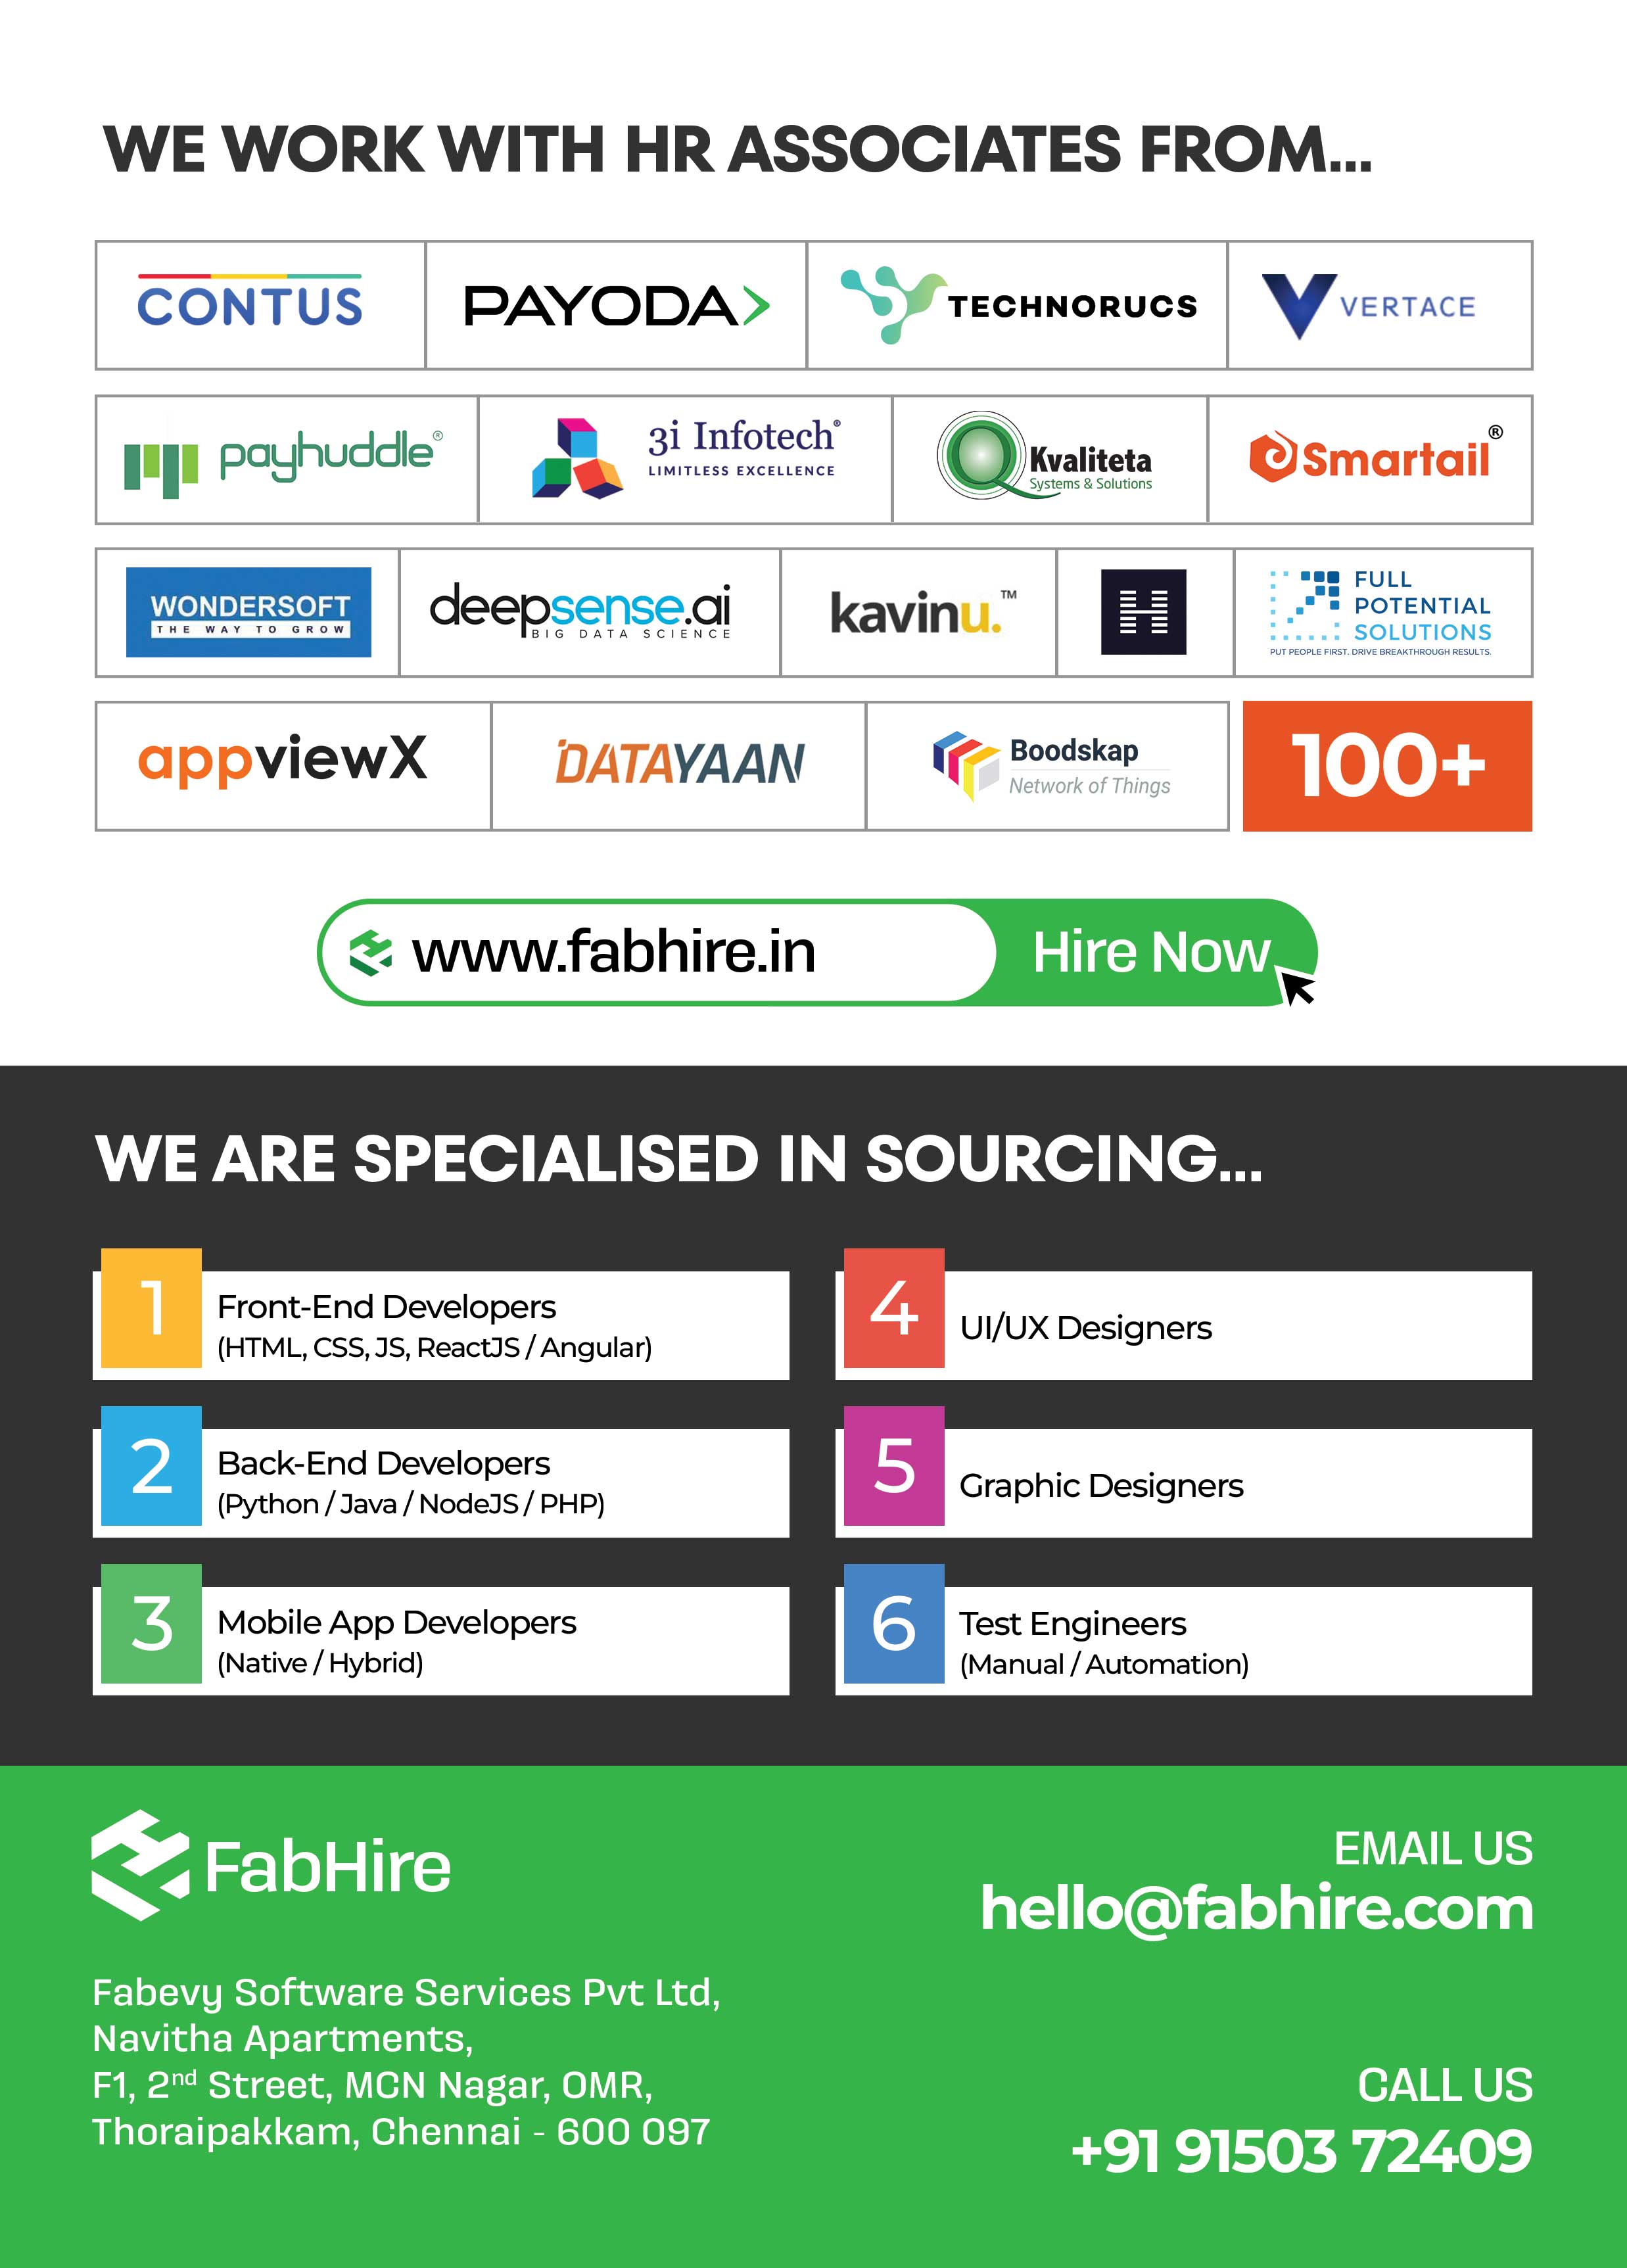 WE WORK WITH HR ASSOCIATES FROM...
CONTUS
PAYODA
TECHNORUCS
VERTACE
payhuddle®
3i Infotech®
LIMITLESS EXCELLENCE
Kvaliteta
Systems & Solutions
Smartail®
WONDERSOFT
THE WAY TO GROW
deepsense.ai
BIG DATA SCIENCE
kavinu.™
H
FULL
POTENTIAL
SOLUTIONS
PUT PEOPLE FIRST. DRIVE BREAKTHROUGH RESULTS.
appviewX
DATAYAAN
Boodskap
Network of Things
100+
www.fabhire.in
Hire Now
WE ARE SPECIALISED IN SOURCING...
1
Front-End Developers
(HTML, CSS, JS, ReactJS / Angular)
4
UI/UX Designers
2
Back-End Developers
(Python / Java / NodeJS / PHP)
5
Graphic Designers
3
Mobile App Developers
(Native / Hybrid)
6
Test Engineers
(Manual / Automation)
FabHire
Fabevy Software Services Pvt Ltd,
Navitha Apartments,
F1, 2nd Street, MCN Nagar, OMR,
Thoraipakkam, Chennai - 600 097
EMAIL US
hello@fabhire.com
CALL US
+91 91503 72409